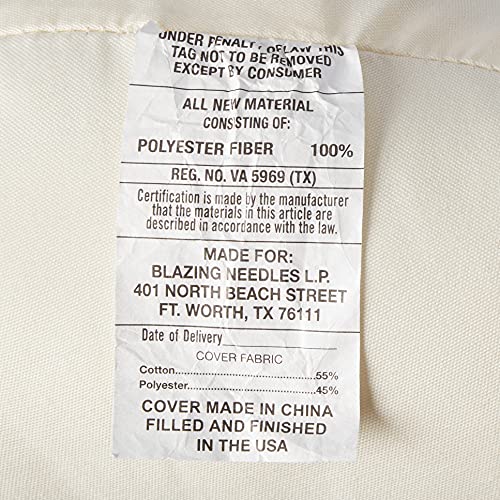 UNDER PENALTY OF LAW THIS
TAG NOT TO BE REMOVED
EXCEPT BY CONSUMER
ALL NEW MATERIAL
CONSISTING OF:
POLYESTER FIBER 100%
REG. NO. VA 5969 (TX)
Certification is made by the manufacturer
that the materials in this article are
described in accordance with the law.
MADE FOR:
BLAZING NEEDLES L.P.
401 NORTH BEACH STREET
FT. WORTH, TX 76111
Date of Delivery
COVER FABRIC
Cotton..........................................55%
Polyester.......................................45%
COVER MADE IN CHINA
FILLED AND FINISHED
IN THE USA